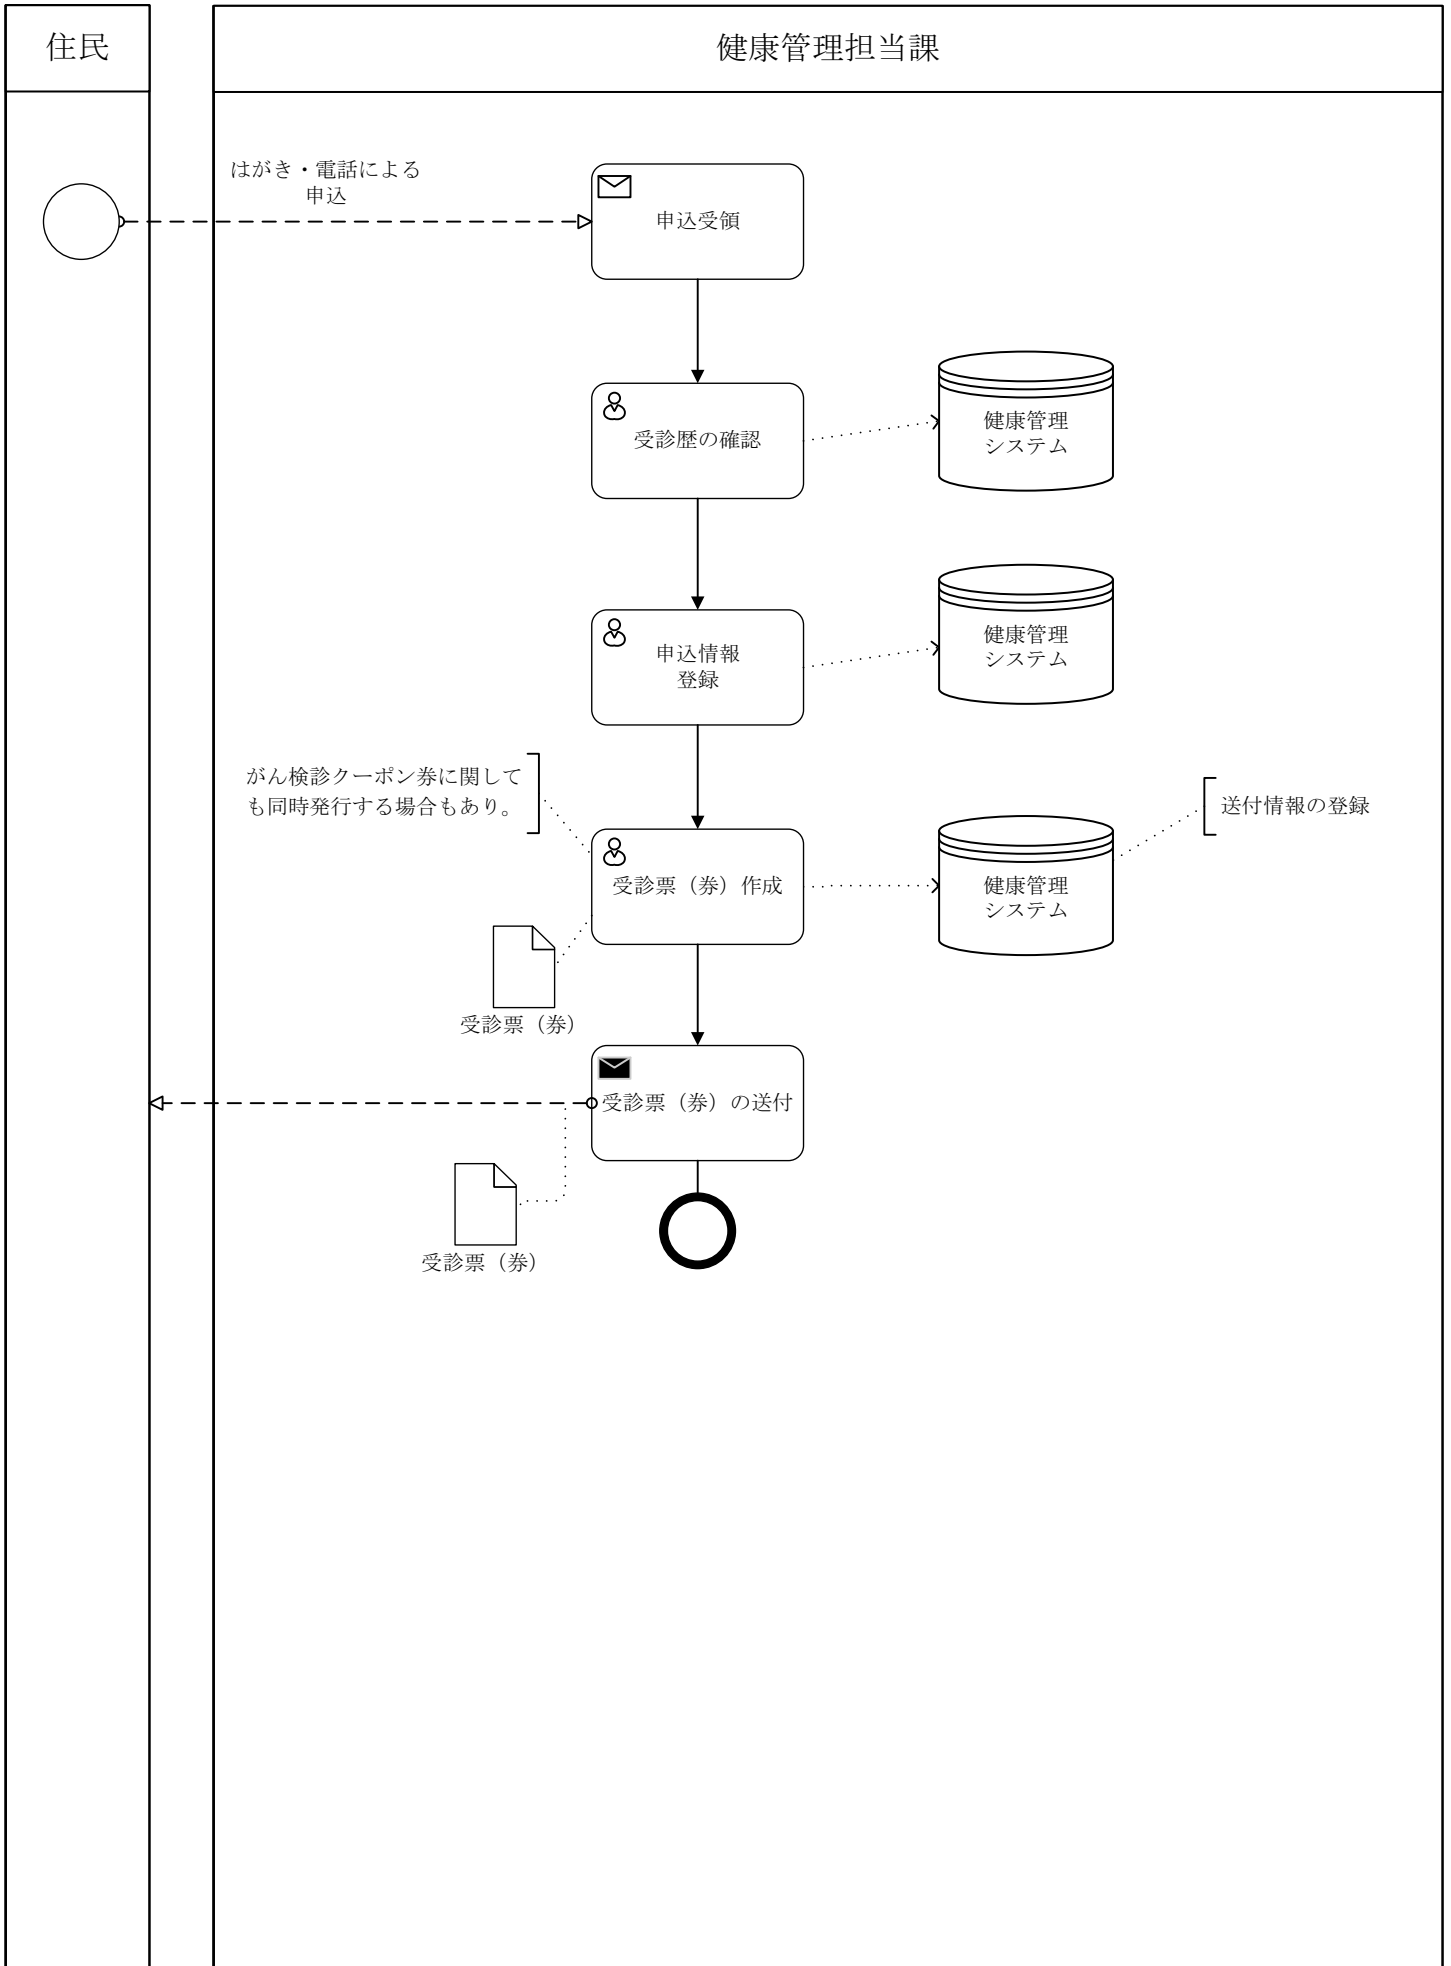 住民
健康管理担当課
はがき・電話による
申込
申込受領
受診歴の確認
健康管理
システム
申込情報
登録
健康管理
システム
がん検診クーポン券に関して
も同時発行する場合もあり。
送付情報の登録
受診票（券）作成
健康管理
システム
受診票（券）
受診票（券）の送付
受診票（券）